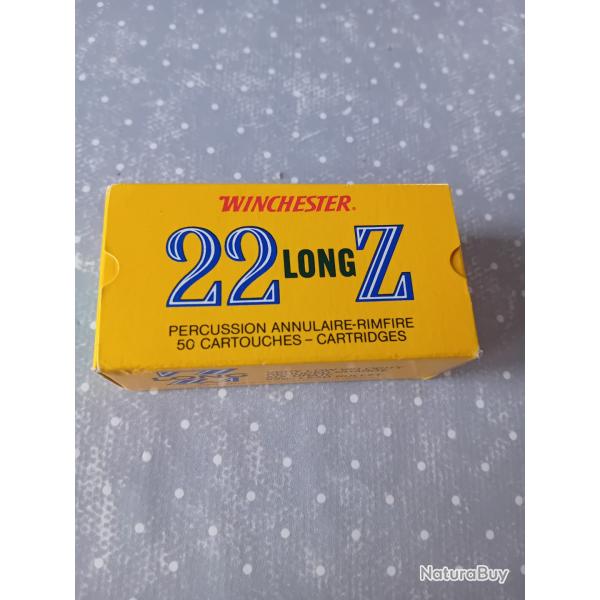 WINCHESTER®
22 LONG Z
PERCUSSION ANNULAIRE-RIMFIRE
50 CARTOUCHES - CARTRIDGES
NaturaBuy